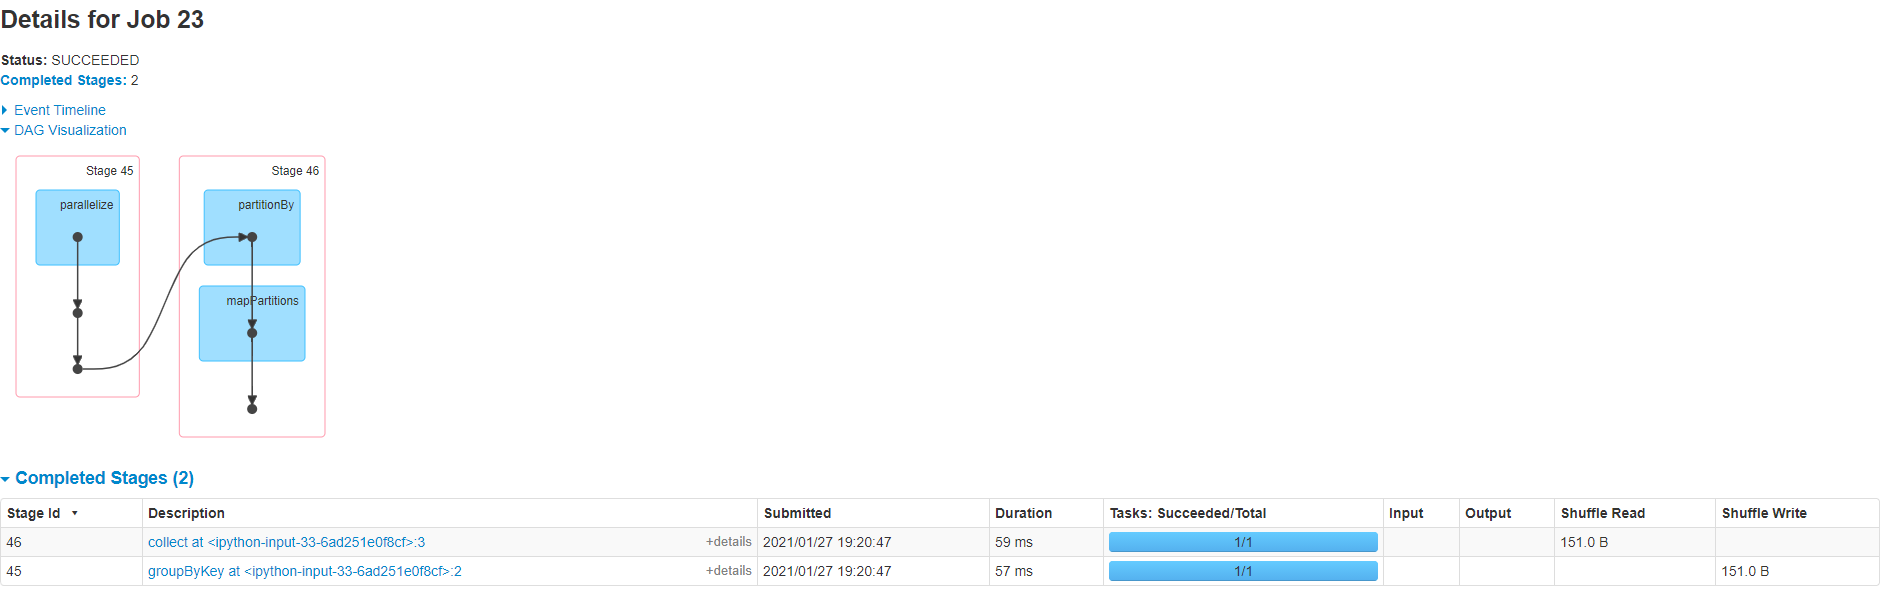 Details for Job 23
Status: SUCCEEDED
Completed Stages: 2
Event Timeline
DAG Visualization
Stage 45
Stage 46
parallelize
partitionBy
mapPartitions
Completed Stages (2)
Stage Id Description Submitted Duration Tasks: Succeeded/Total Input Output Shuffle Read Shuffle Write
46 collect at <ipython-input-33-6ad251e0f8cf>:3 +details 2021/01/27 19:20:47 59 ms 1/1 151.0 B
45 groupByKey at <ipython-input-33-6ad251e0f8cf>:2 +details 2021/01/27 19:20:47 57 ms 1/1 151.0 B